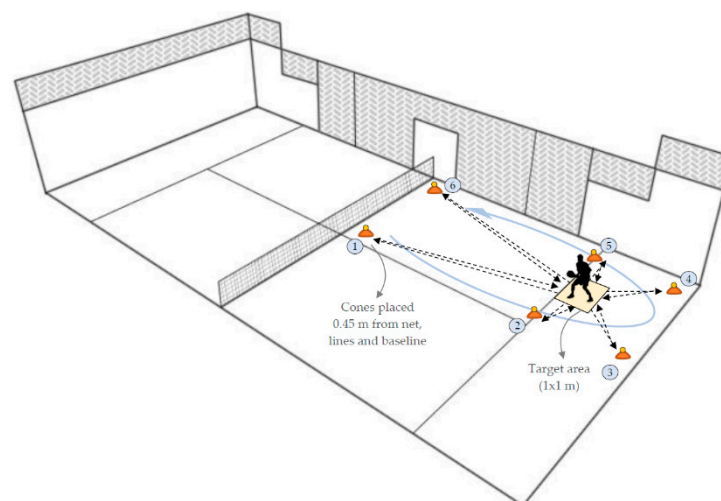 6
1
5
4
Cones placed
0.45 m from net,
lines and baseline
2
Target area
(1x1 m)
3